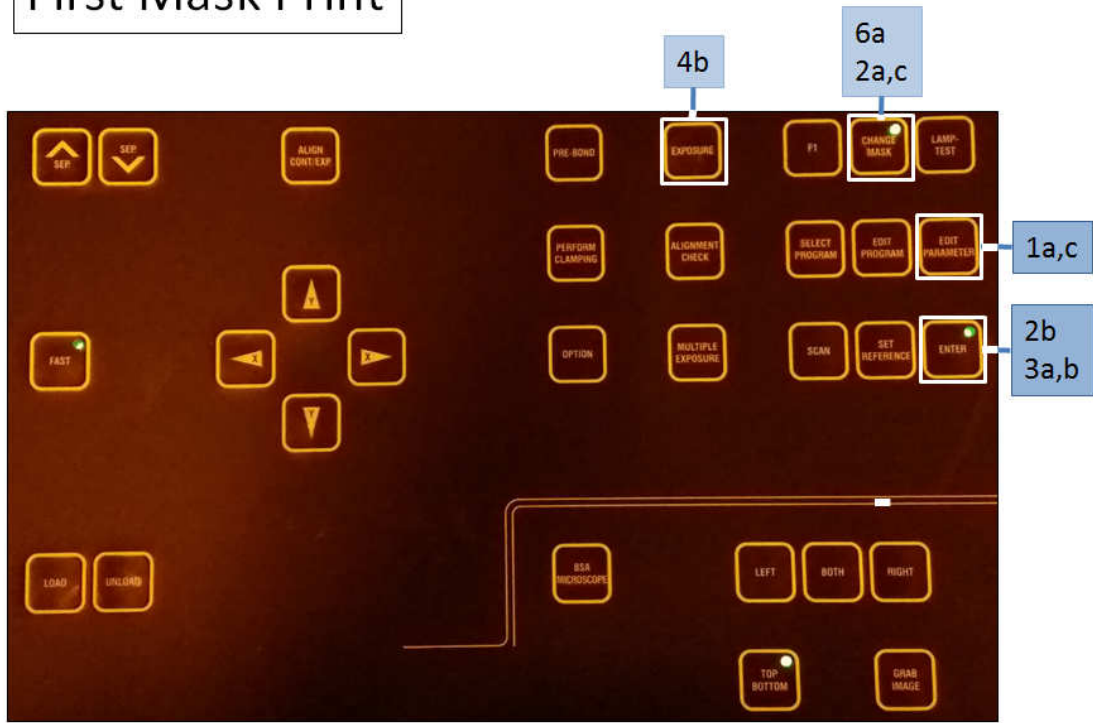 First Mask Print
6a
2a,c
4b
SEP.
SEP.
ALIGN
CONT/EXP
PRE-BOND
EXPOSURE
F1
CHANGE
MASK
LAMP-
TEST
PERFORM
CLAMPING
ALIGNMENT
CHECK
SELECT
PROGRAM
EDIT
PROGRAM
EDIT
PARAMETER
1a,c
Y
FAST
X
X
OPTION
MULTIPLE
EXPOSURE
SCAN
SET
REFERENCE
ENTER
2b
3a,b
Y
LOAD
UNLOAD
BSA
MICROSCOPE
LEFT
BOTH
RIGHT
TOP
BOTTOM
GRAB
IMAGE